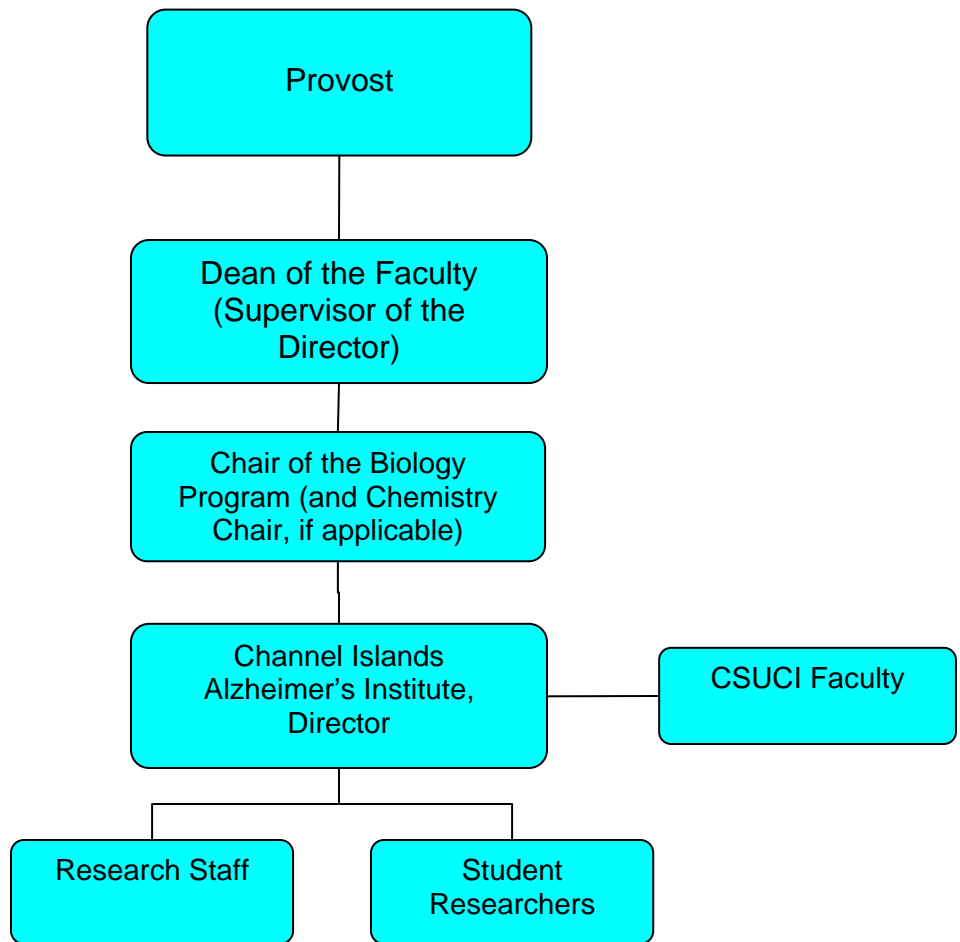 Provost
Dean of the Faculty
(Supervisor of the
Director)
Chair of the Biology
Program (and Chemistry
Chair, if applicable)
Channel Islands
Alzheimer’s Institute,
Director
CSUCI Faculty
Research Staff
Student
Researchers